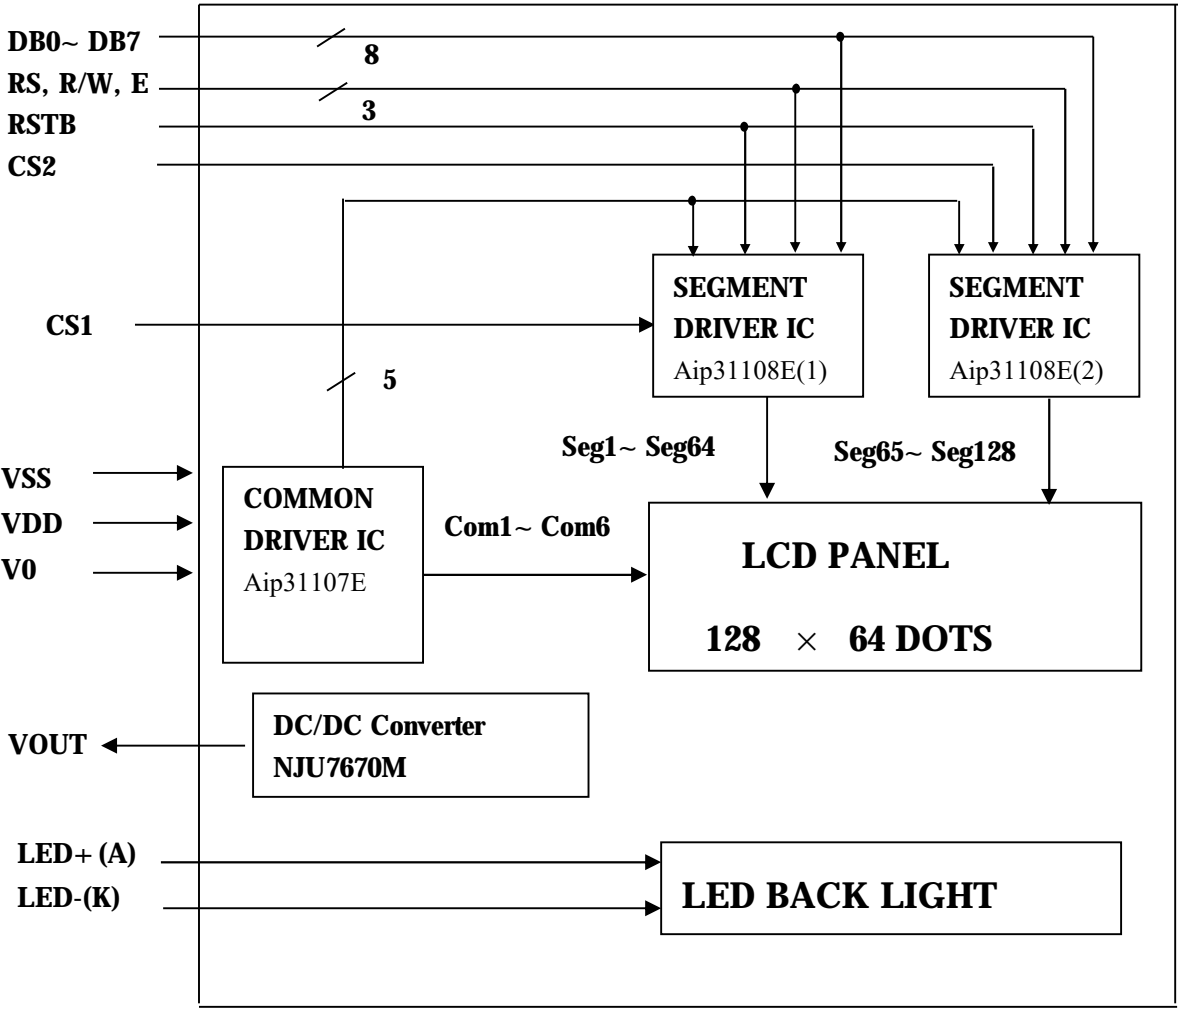 DB0~ DB7
8
RS, R/W, E
3
RSTB
CS2
SEGMENT
DRIVER IC
Aip31108E(1)
SEGMENT
DRIVER IC
Aip31108E(2)
CS1
5
Seg1~ Seg64
Seg65~ Seg128
VSS
VDD
V0
COMMON
DRIVER IC
Aip31107E
Com1~ Com6
LCD PANEL
128 × 64 DOTS
DC/DC Converter
NJU7670M
VOUT
LED+ (A)
LED-(K)
LED BACK LIGHT